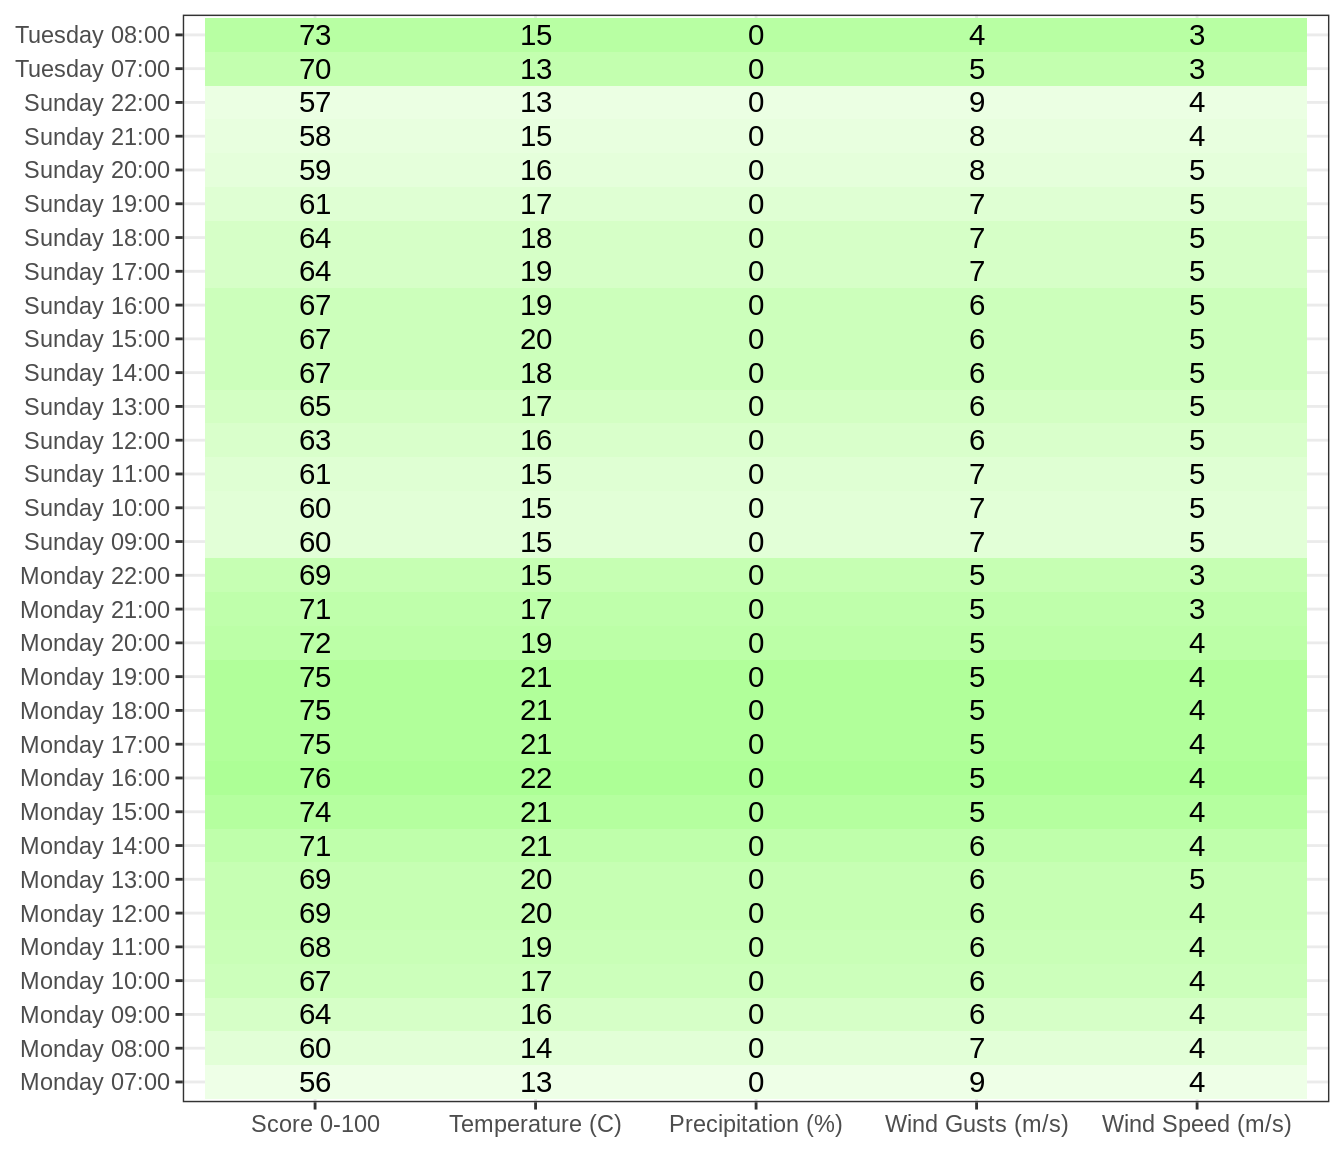 Tuesday 08:00 73 15 0 4 3
Tuesday 07:00 70 13 0 5 3
Sunday 22:00 57 13 0 9 4
Sunday 21:00 58 15 0 8 4
Sunday 20:00 59 16 0 8 5
Sunday 19:00 61 17 0 7 5
Sunday 18:00 64 18 0 7 5
Sunday 17:00 64 19 0 7 5
Sunday 16:00 67 19 0 6 5
Sunday 15:00 67 20 0 6 5
Sunday 14:00 67 18 0 6 5
Sunday 13:00 65 17 0 6 5
Sunday 12:00 63 16 0 6 5
Sunday 11:00 61 15 0 7 5
Sunday 10:00 60 15 0 7 5
Sunday 09:00 60 15 0 7 5
Monday 22:00 69 15 0 5 3
Monday 21:00 71 17 0 5 3
Monday 20:00 72 19 0 5 4
Monday 19:00 75 21 0 5 4
Monday 18:00 75 21 0 5 4
Monday 17:00 75 21 0 5 4
Monday 16:00 76 22 0 5 4
Monday 15:00 74 21 0 5 4
Monday 14:00 71 21 0 6 4
Monday 13:00 69 20 0 6 5
Monday 12:00 69 20 0 6 4
Monday 11:00 68 19 0 6 4
Monday 10:00 67 17 0 6 4
Monday 09:00 64 16 0 6 4
Monday 08:00 60 14 0 7 4
Monday 07:00 56 13 0 9 4
Score 0-100 Temperature (C) Precipitation (%) Wind Gusts (m/s) Wind Speed (m/s)